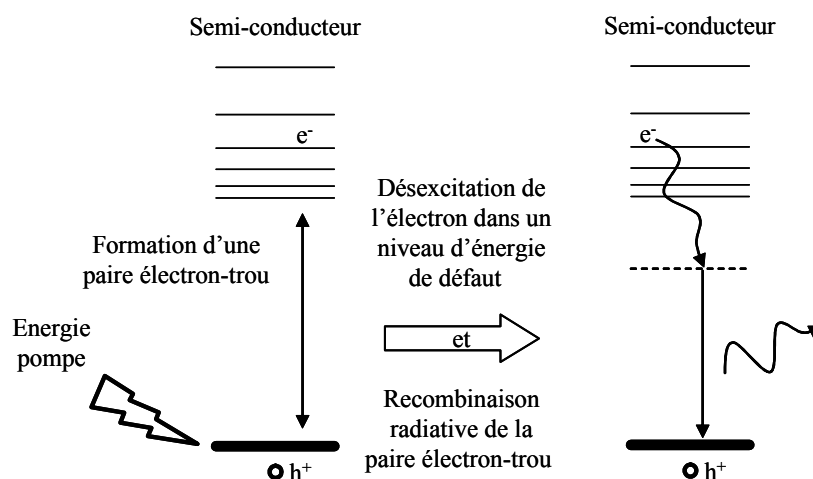 Semi-conducteur
e-
Formation d'une
paire électron-trou
Energie
pompe
h+
Désexcitation de
l'électron dans un
niveau d'énergie
de défaut
et
Recombinaison
radiative de la
paire électron-trou
Semi-conducteur
e-
h+